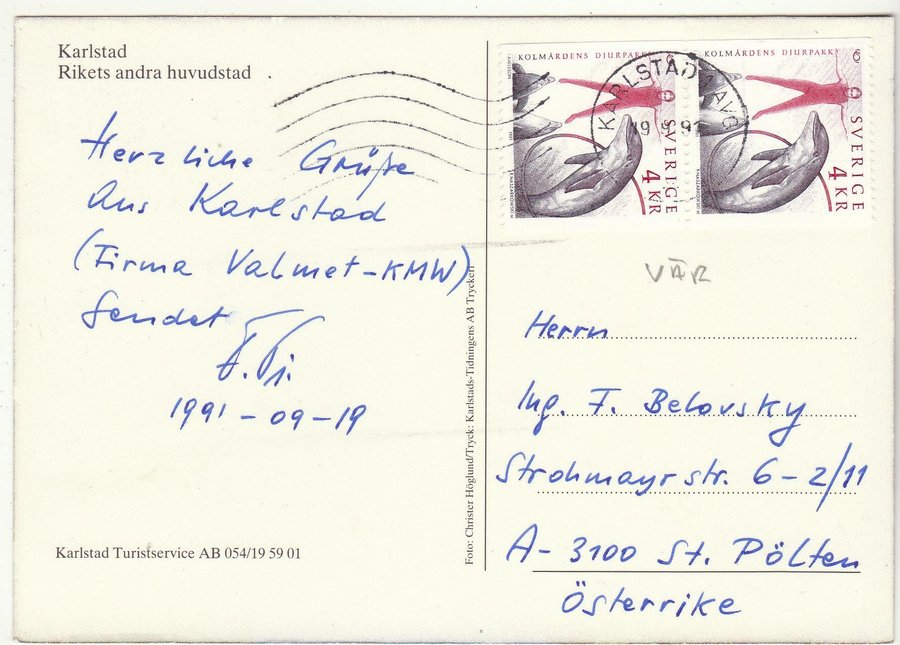 Karlstad
Rikets andra huvudstad
Herzliche Grüße
Aus Karlstad
(Firma Valmet-KMW)
Sendet
1991-09-19
Karlstad Turistservice AB 054/19 59 01
Foto: Christer Höglund/Tryck: Karlstads-Tidningens AB Tryckeri
KOLMÅRDENS DJURPARK
SVERIGE
4 KR
KOLMÅRDENS DJURPARK
SVERIGE
4 KR
KARLSTAD 1 AVG
VÄR
Herrn
Ing. F. Belovsky
Strohmayrstr. 6-2/11
A-3100 St. Pölten
Österrike